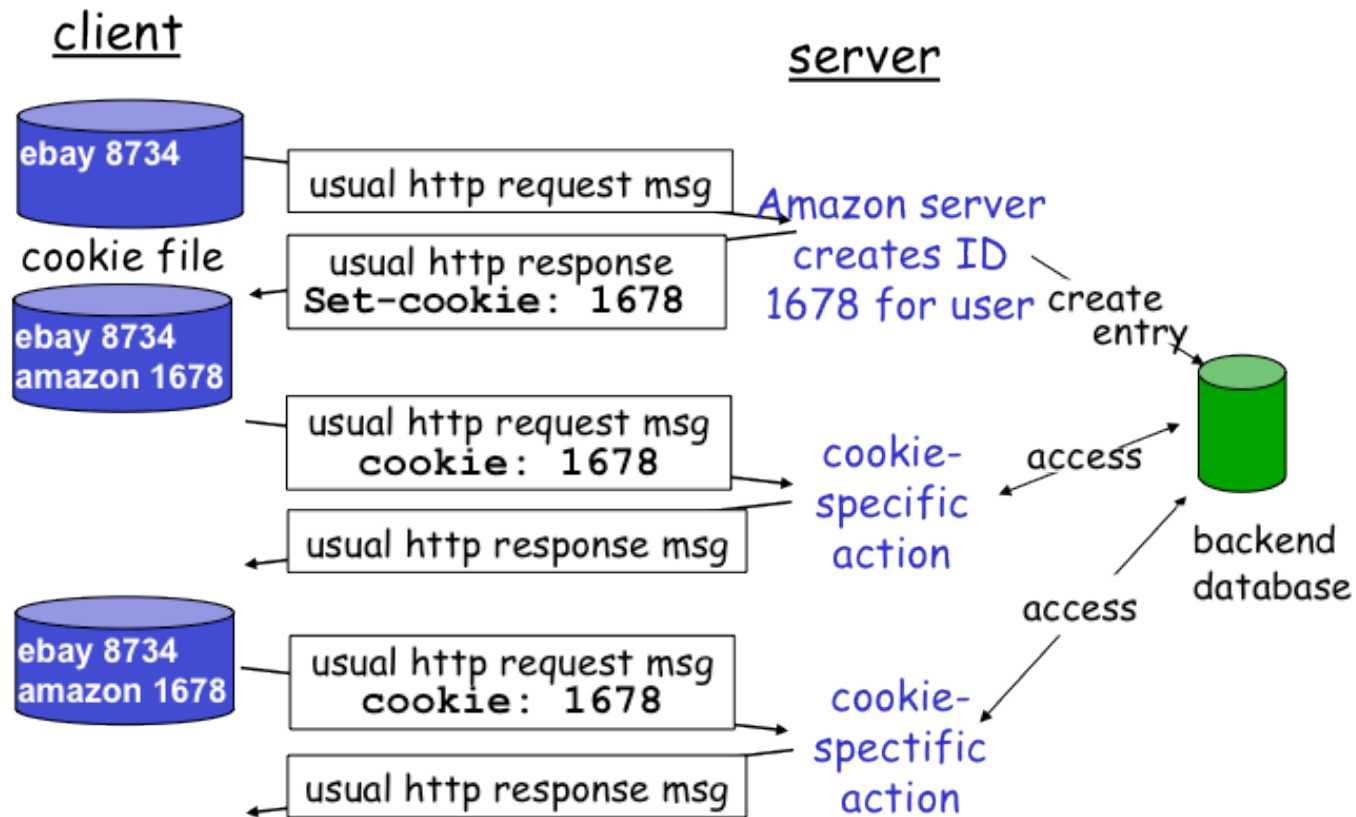 client
server
ebay 8734
usual http request msg
Amazon server
creates ID
1678 for user
cookie file
usual http response
Set-cookie: 1678
create
entry
ebay 8734
amazon 1678
usual http request msg
cookie: 1678
cookie-
specific
action
access
usual http response msg
backend
database
access
ebay 8734
amazon 1678
usual http request msg
cookie: 1678
cookie-
spectific
action
usual http response msg